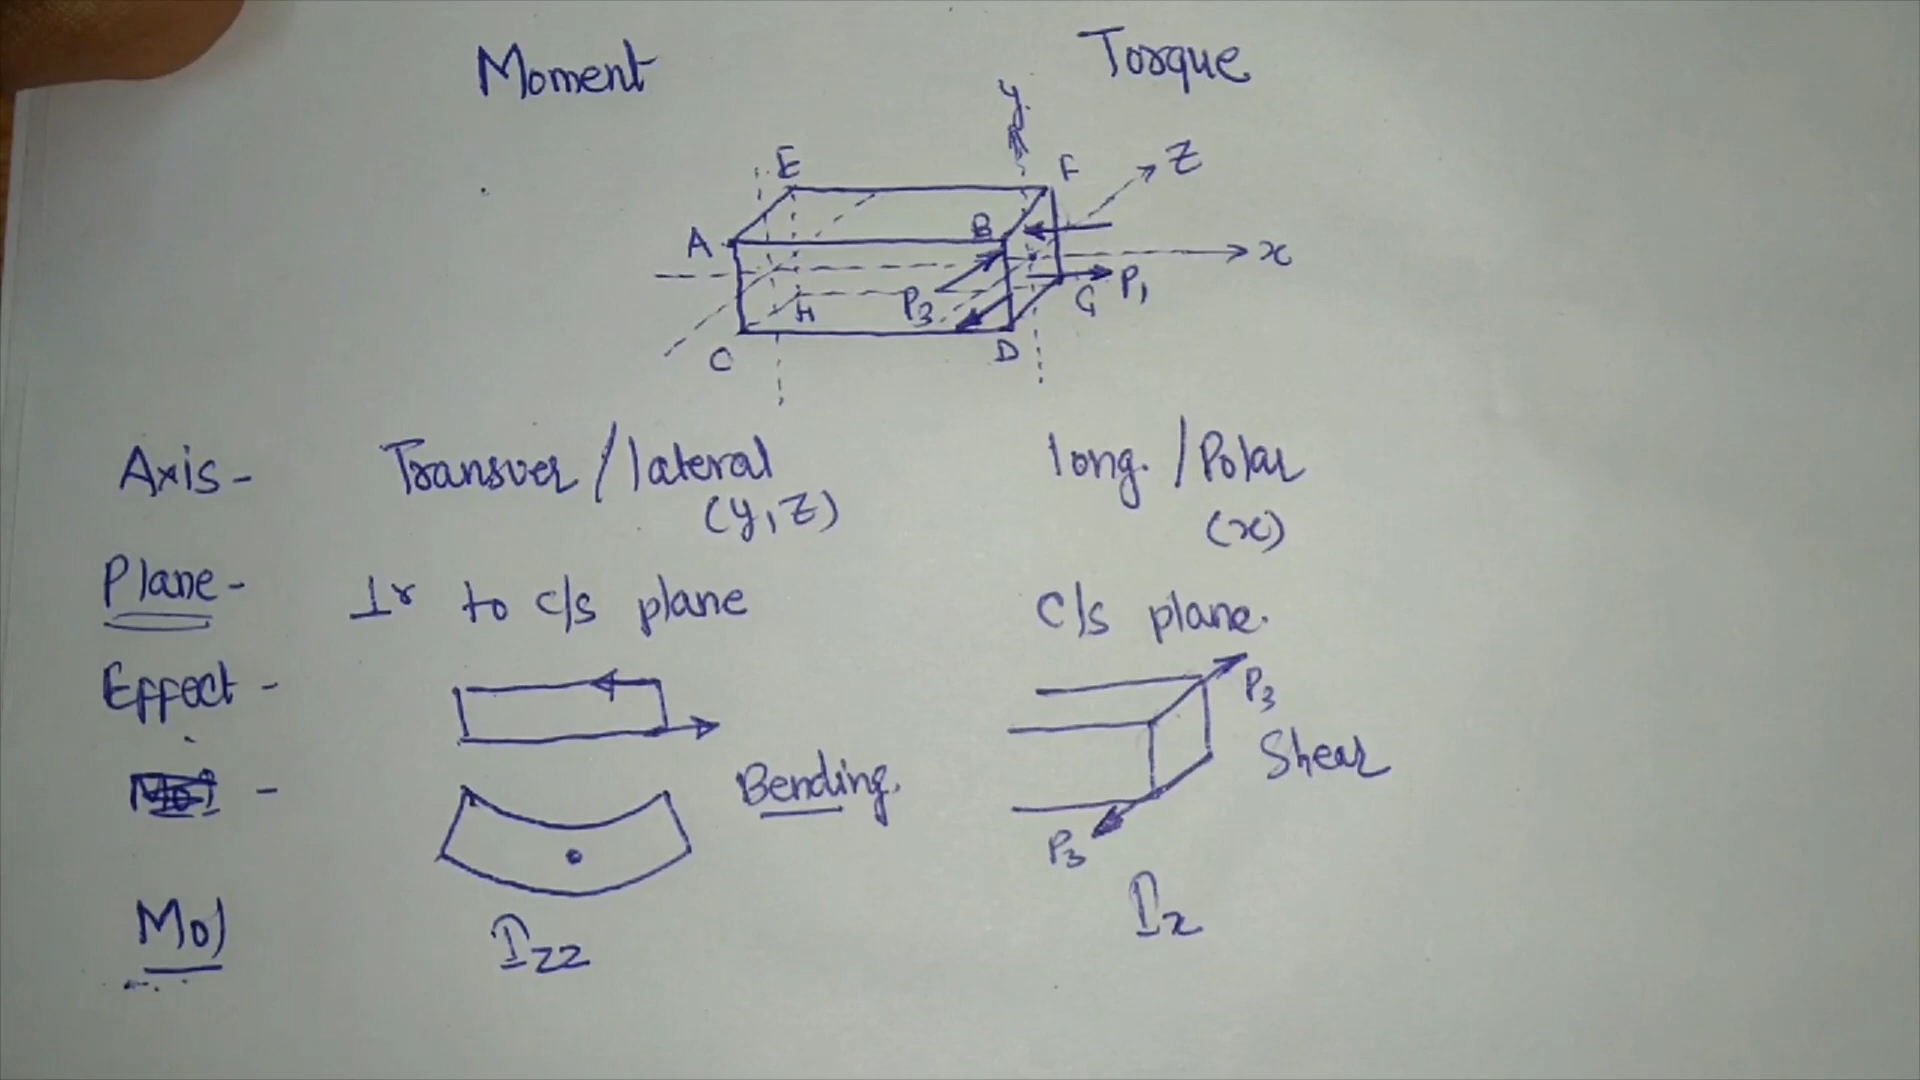 Moment Torque
y
E F Z
A B x
P3 G P1
H
C D
Axis - Transver / lateral long. / Polar
(y, z) (x)
Plane - ⊥r to c/s plane c/s plane.
Effect - P3
Shear
- Bending.
P3
MoI Izz